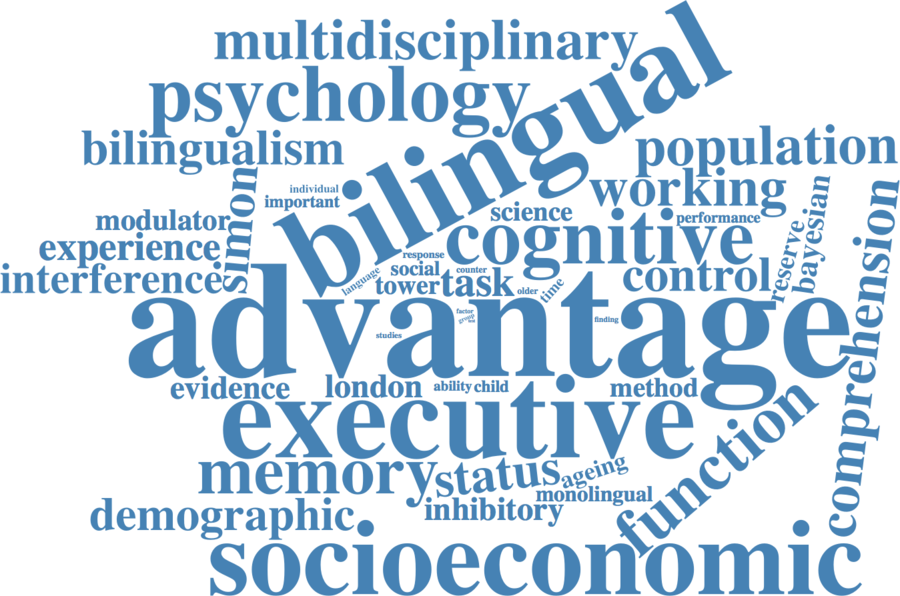 multidisciplinary
psychology
bilingual
bilingualism
population
simon
individual
important
working
science
modulator
performance
cognitive
experience
response
reserve
bayesian
comprehension
interference
social
counter
control
language
tower
task
older
time
advantage
factor
group
studies
finding
evidence
london
ability
child
method
executive
function
memory
status
ageing
monolingual
demographic
inhibitory
socioeconomic